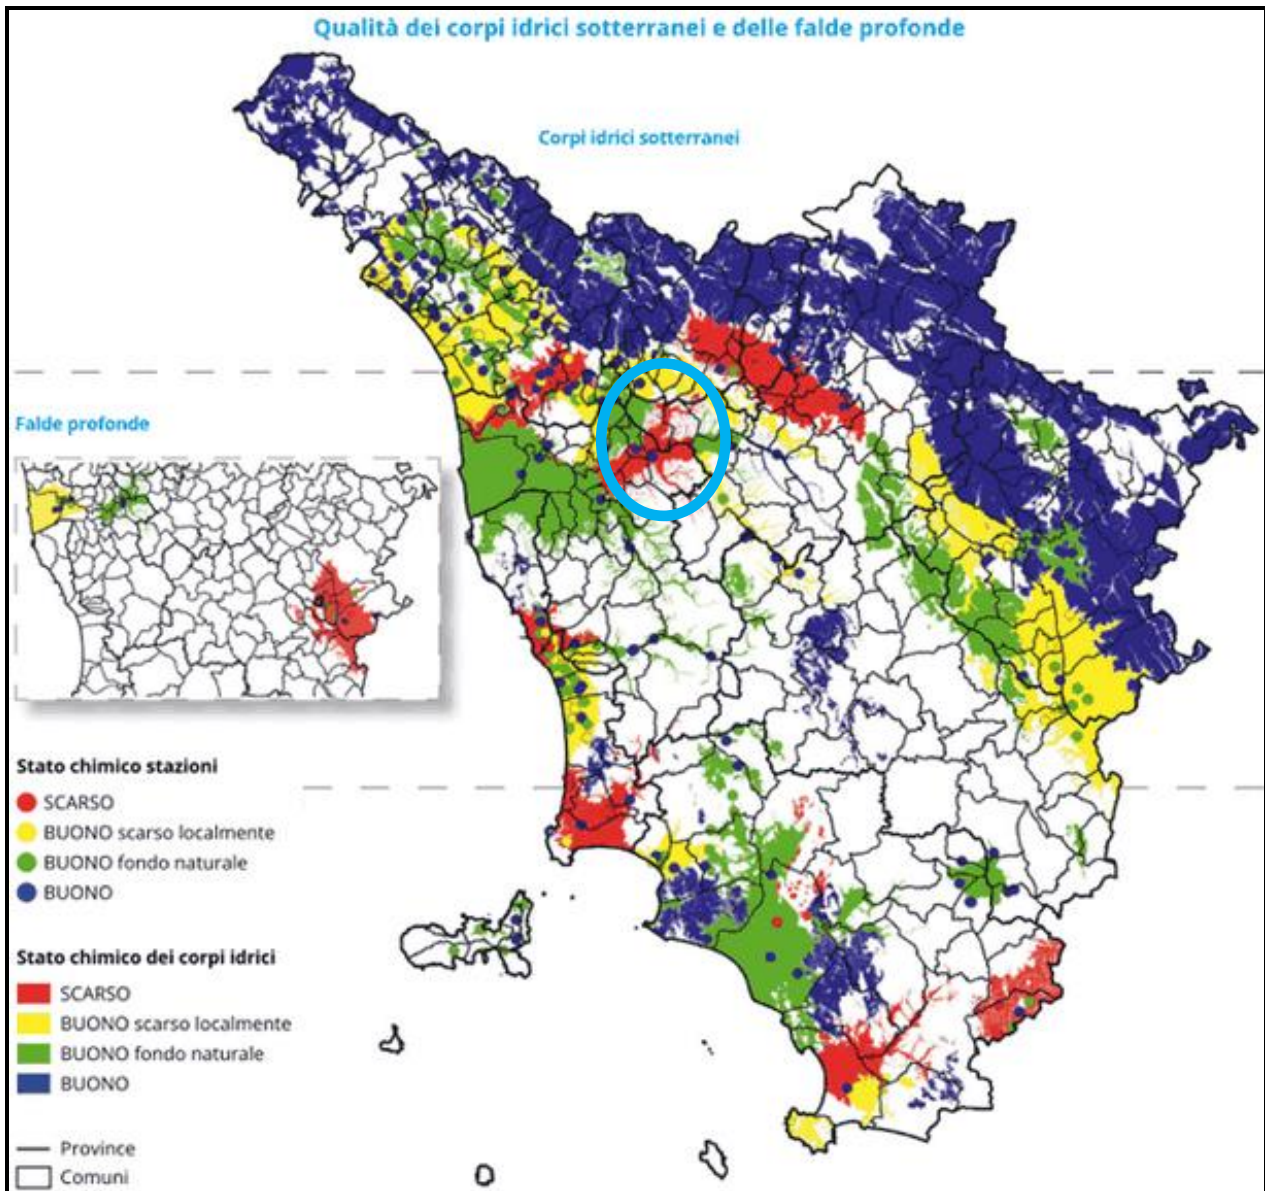 Qualità dei corpi idrici sotterranei e delle falde profonde
Corpi idrici sotterranei
Falde profonde
Stato chimico stazioni
SCARSO
BUONO scarso localmente
BUONO fondo naturale
BUONO
Stato chimico dei corpi idrici
SCARSO
BUONO scarso localmente
BUONO fondo naturale
BUONO
Province
Comuni